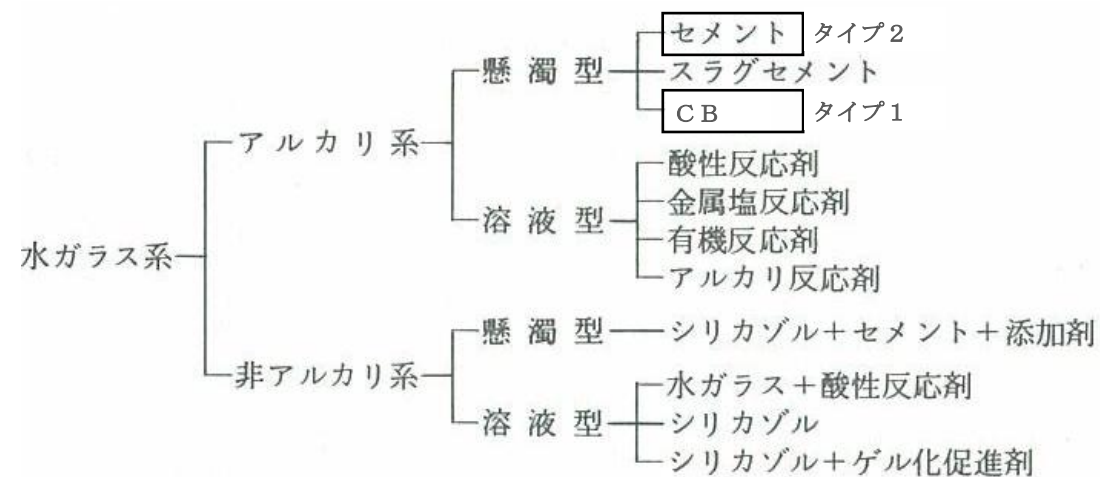 水ガラス系
アルカリ系
懸濁型
セメント タイプ2
スラグセメント
CB タイプ1
溶液型
酸性反応剤
金属塩反応剤
有機反応剤
アルカリ反応剤
非アルカリ系
懸濁型
シリカゾル+セメント+添加剤
溶液型
水ガラス+酸性反応剤
シリカゾル
シリカゾル+ゲル化促進剤